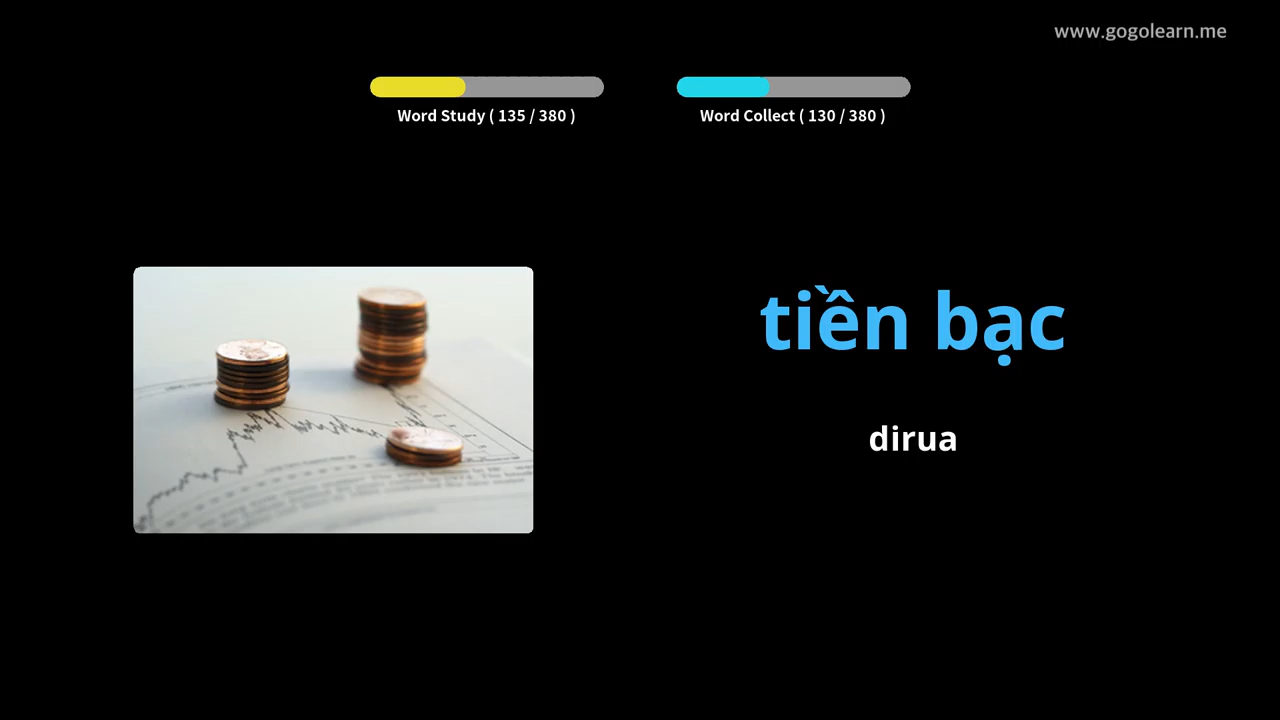 www.gogolearn.me
Word Study ( 135 / 380 )
Word Collect ( 130 / 380 )
tiền bạc
dirua